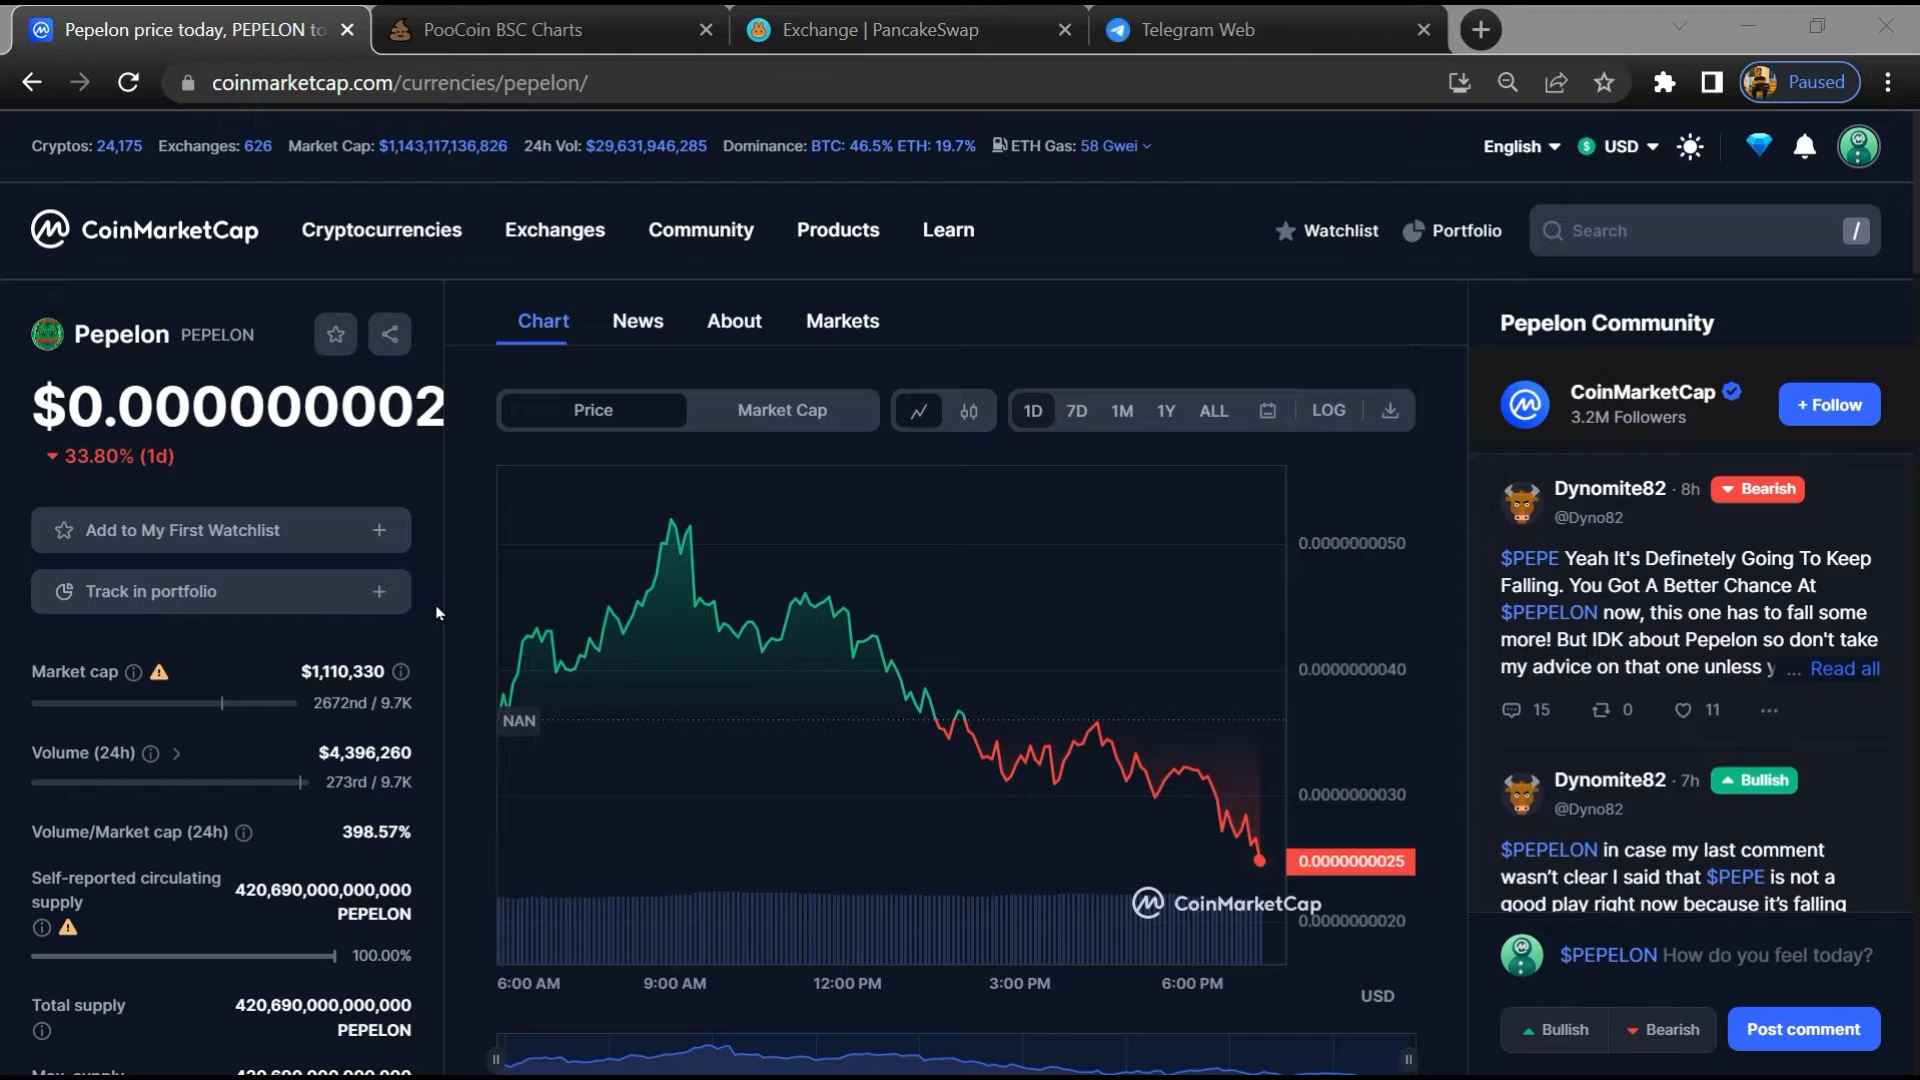 Pepelon price today, PEPELON to
PooCoin BSC Charts
Exchange | PancakeSwap
Telegram Web
coinmarketcap.com/currencies/pepelon/
Paused
Cryptos: 24,175 Exchanges: 626 Market Cap: $1,143,117,136,826 24h Vol: $29,631,946,285 Dominance: BTC: 46.5% ETH: 19.7% ETH Gas: 58 Gwei
English
$ USD
CoinMarketCap
Cryptocurrencies
Exchanges
Community
Products
Learn
Watchlist
Portfolio
Search
/
Pepelon PEPELON
$0.000000002
33.80% (1d)
Add to My First Watchlist +
Track in portfolio +
Market cap $1,110,330
2672nd / 9.7K
Volume (24h) $4,396,260
273rd / 9.7K
Volume/Market cap (24h) 398.57%
Self-reported circulating
supply
420,690,000,000,000
PEPELON
100.00%
Total supply 420,690,000,000,000
PEPELON
Chart
News
About
Markets
Price
Market Cap
1D
7D
1M
1Y
ALL
LOG
0.0000000050
0.0000000040
0.0000000030
0.0000000025
0.0000000020
NAN
CoinMarketCap
6:00 AM
9:00 AM
12:00 PM
3:00 PM
6:00 PM
USD
Pepelon Community
CoinMarketCap
3.2M Followers
+ Follow
Dynomite82 · 8h Bearish
@Dyno82
$PEPE Yeah It's Definetely Going To Keep
Falling. You Got A Better Chance At
$PEPELON now, this one has to fall some
more! But IDK about Pepelon so don't take
my advice on that one unless y ... Read all
15
0
11
Dynomite82 · 7h Bullish
@Dyno82
$PEPELON in case my last comment
wasn't clear I said that $PEPE is not a
good play right now because it's falling
$PEPELON How do you feel today?
Bullish
Bearish
Post comment